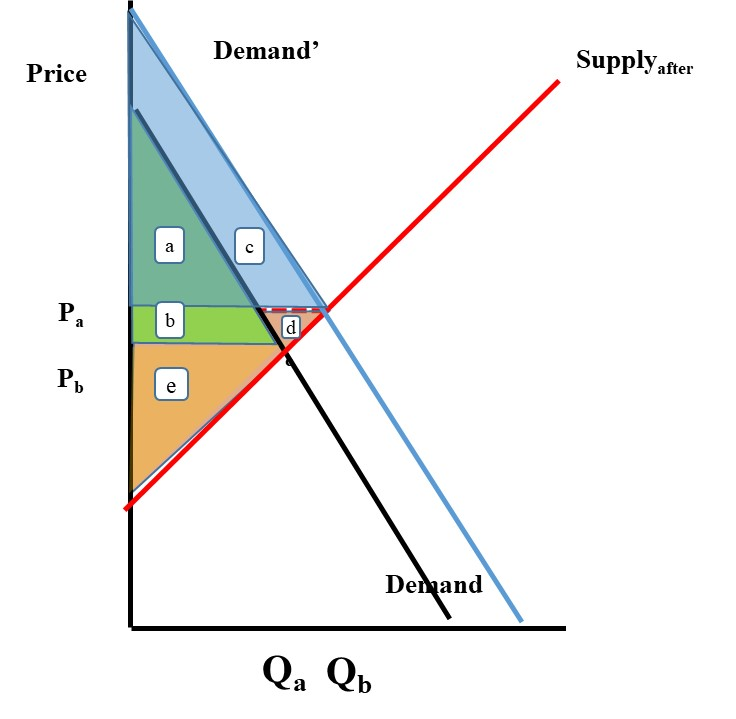 Demand’
Supplyafter
Price
a
c
Pa
b
d
Pb
e
Demand
Qa Qb